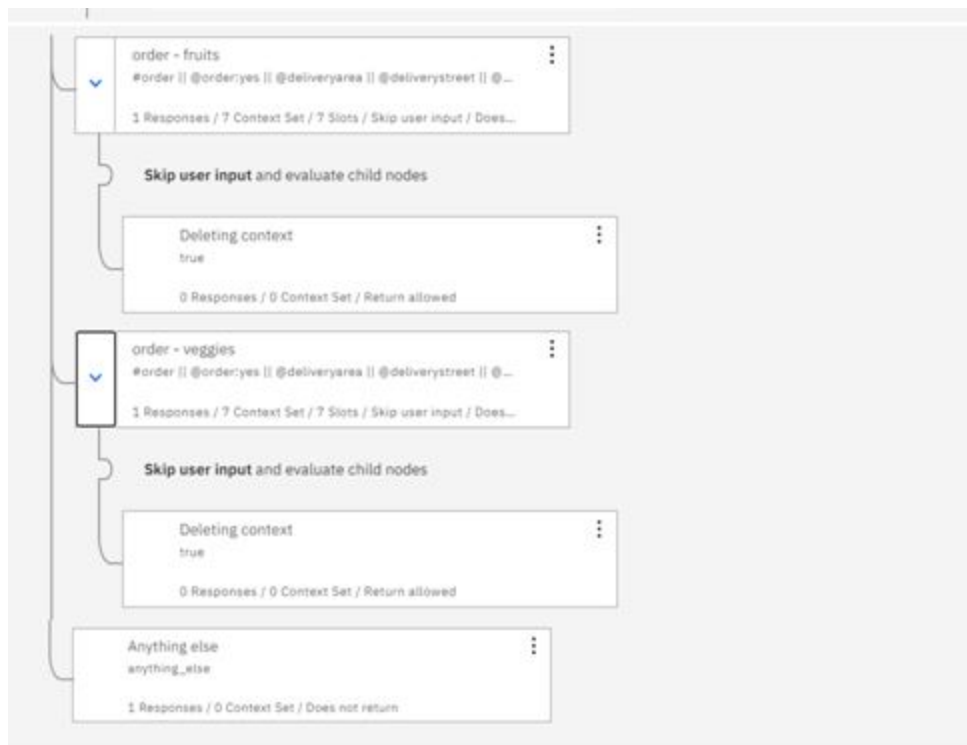 order - fruits
#order || @order:yes || @deliveryarea || @deliverystreet || @...
1 Responses / 7 Context Set / 7 Slots / Skip user input / Does...
Skip user input and evaluate child nodes
Deleting context
true
0 Responses / 0 Context Set / Return allowed
order - veggies
#order || @order:yes || @deliveryarea || @deliverystreet || @...
1 Responses / 7 Context Set / 7 Slots / Skip user input / Does...
Skip user input and evaluate child nodes
Deleting context
true
0 Responses / 0 Context Set / Return allowed
Anything else
anything_else
1 Responses / 0 Context Set / Does not return